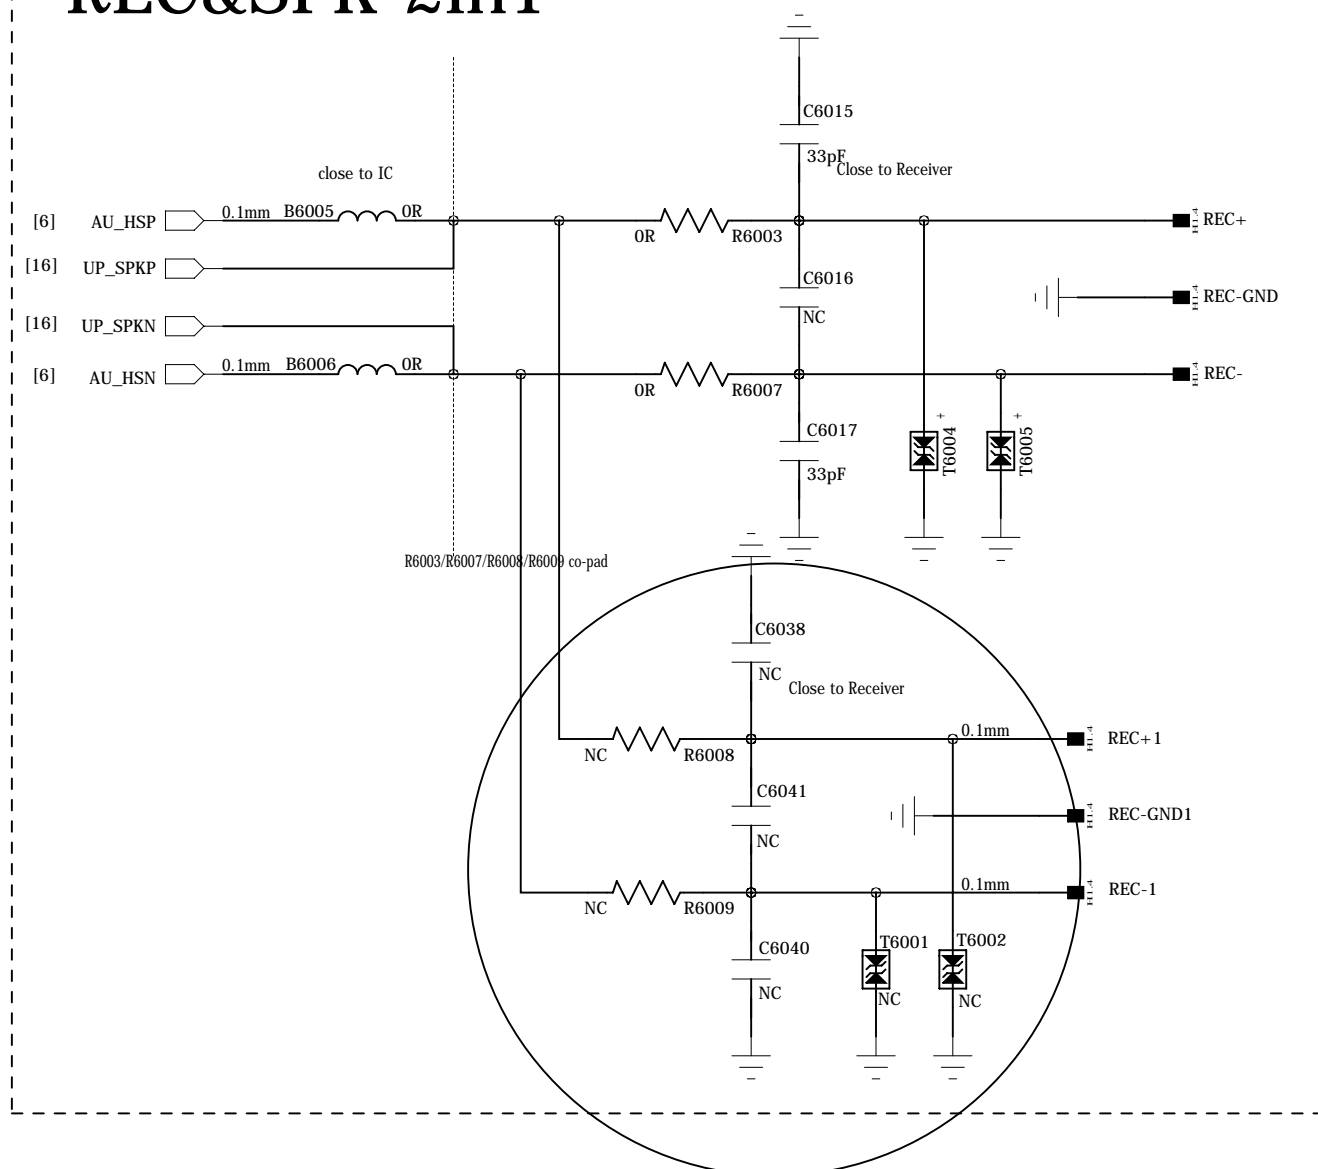 REC&SPK 2in1
C6015
33pF
Close to Receiver
close to IC
[6] AU_HSP 0.1mm B6005 0R
0R R6003
REC+
[16] UP_SPKP
C6016
NC
REC-GND
[16] UP_SPKN
[6] AU_HSN 0.1mm B6006 0R
0R R6007
REC-
C6017
33pF
T6004 +
T6005 +
R6003/R6007/R6008/R6009 co-pad
C6038
NC
Close to Receiver
NC R6008
0.1mm
REC+1
C6041
NC
REC-GND1
NC R6009
0.1mm
REC-1
C6040
NC
T6001
NC
T6002
NC